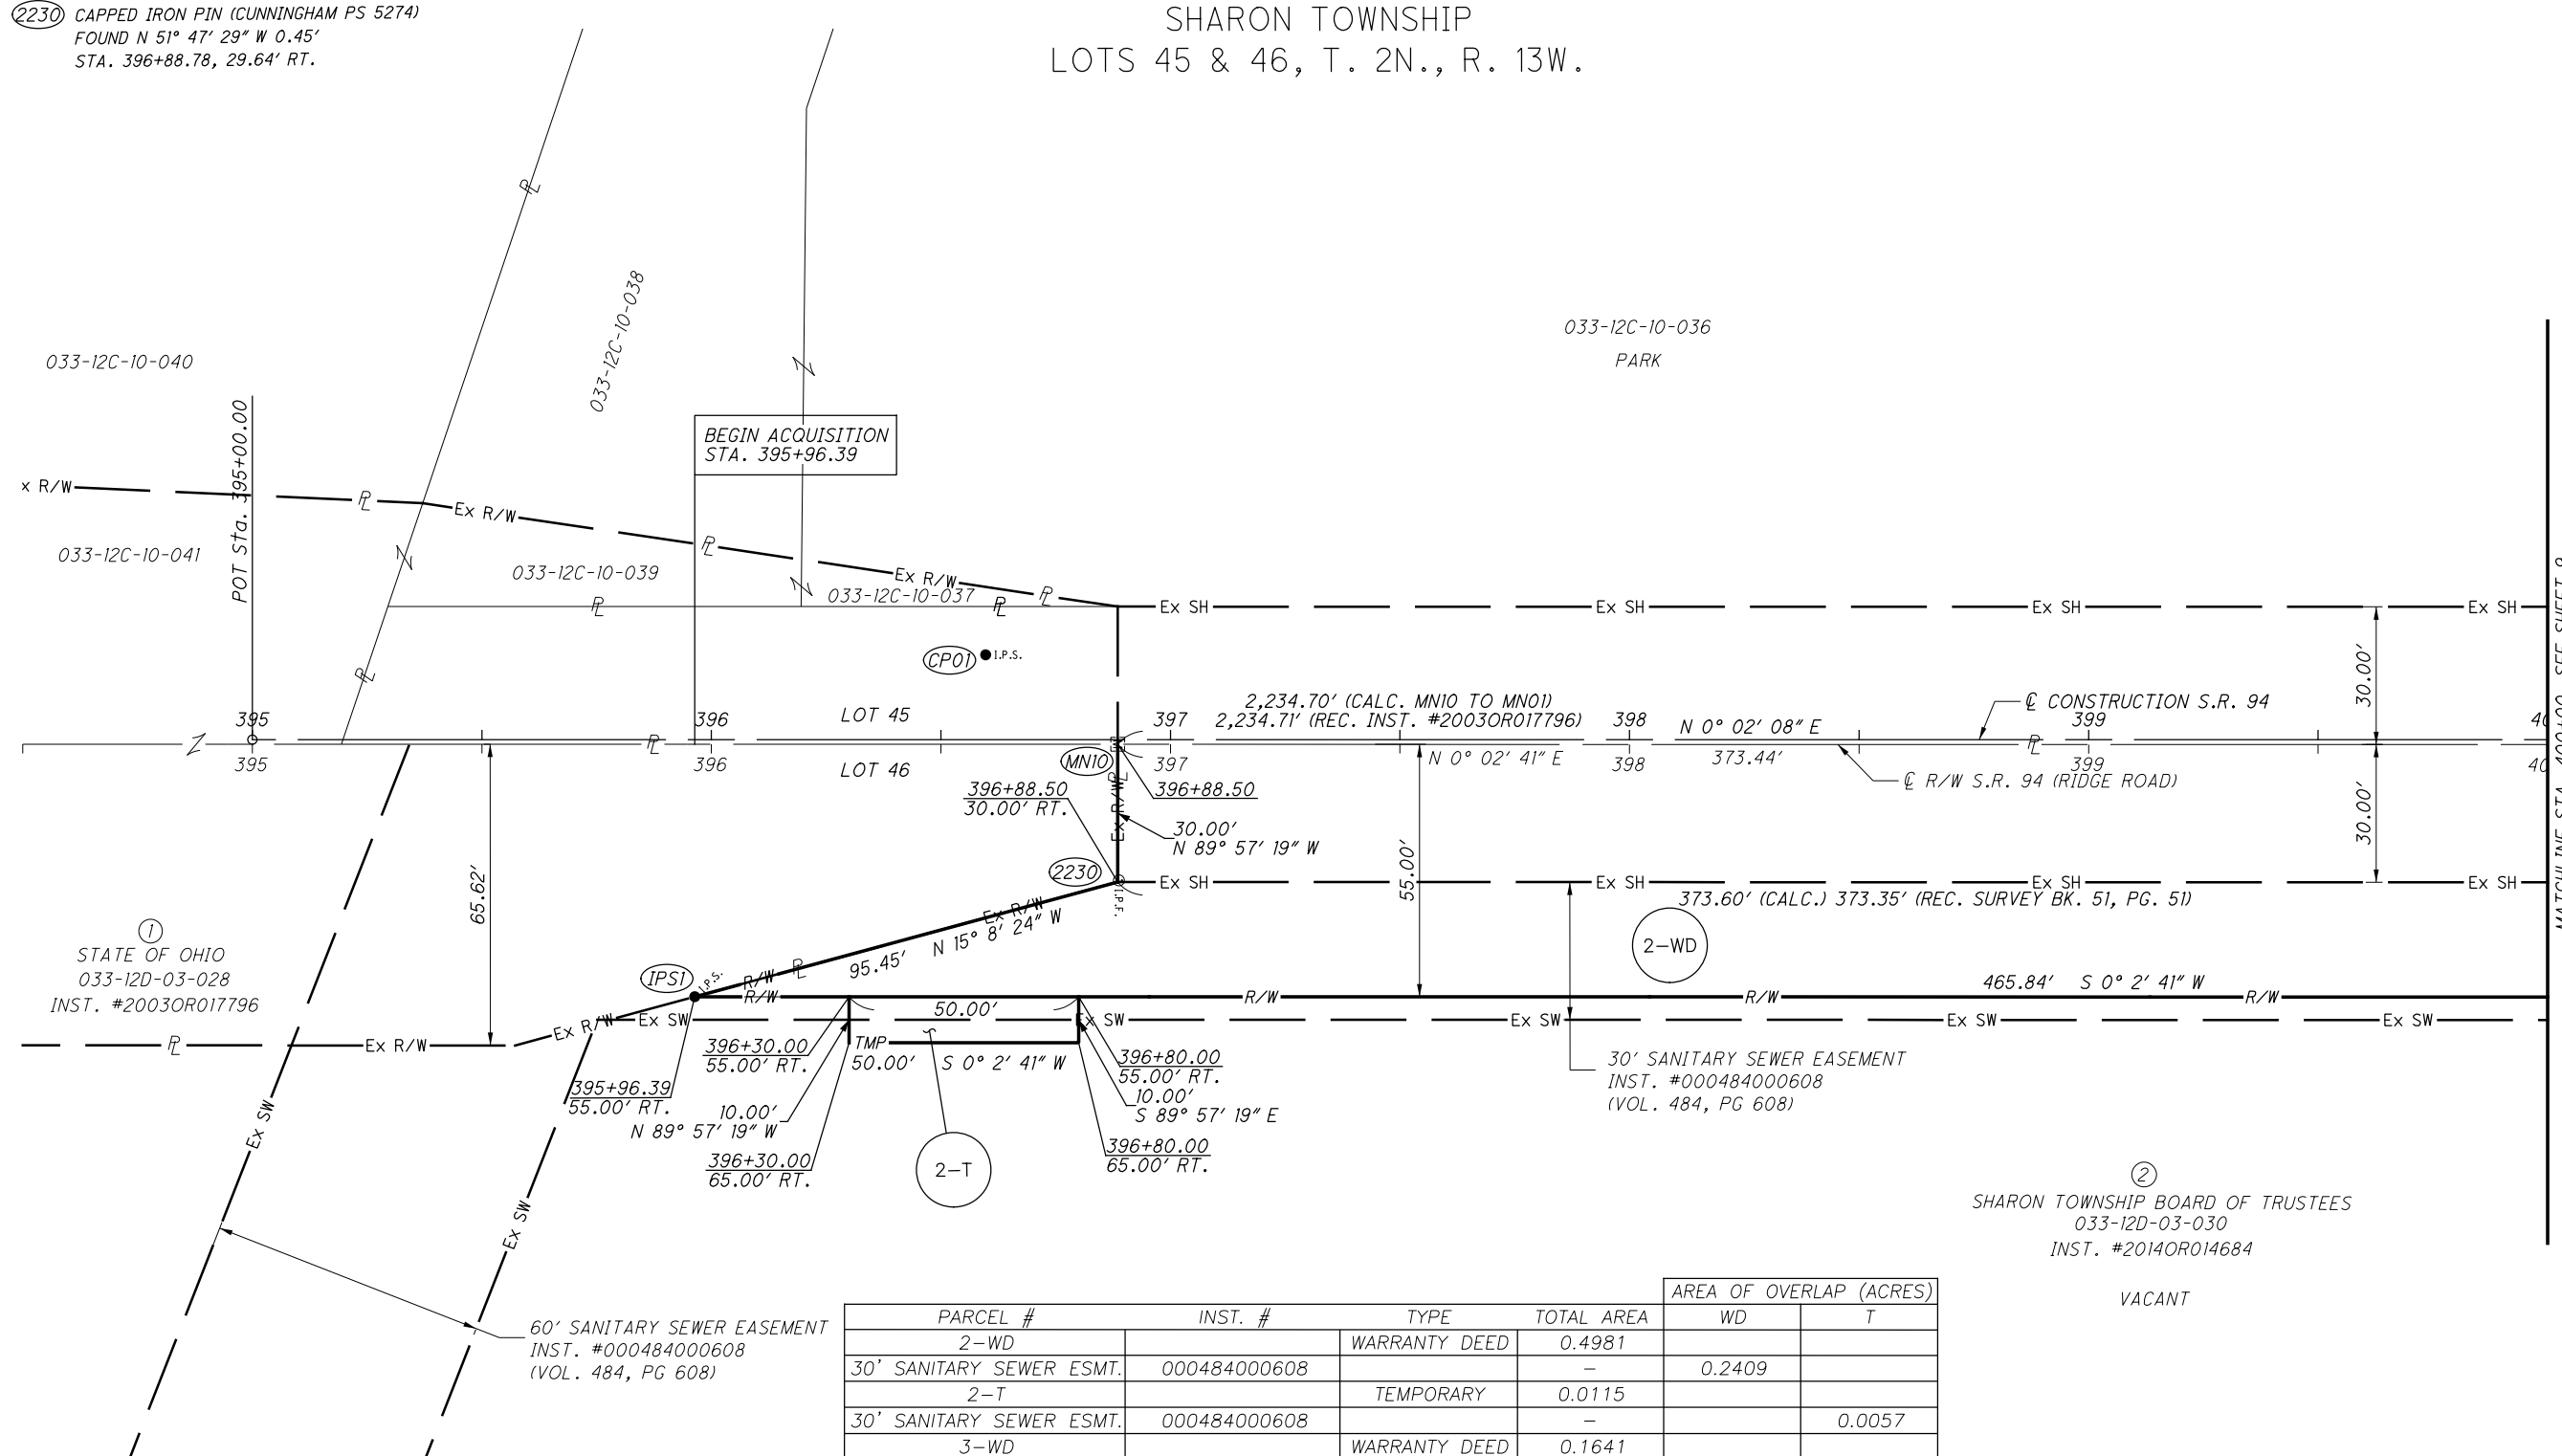 2230 CAPPED IRON PIN (CUNNINGHAM PS 5274)
FOUND N 51° 47' 29" W 0.45'
STA. 396+88.78, 29.64' RT.
SHARON TOWNSHIP
LOTS 45 & 46, T. 2N., R. 13W.
033-12C-10-040
033-12C-10-038
033-12C-10-036
PARK
POT Sta. 395+00.00
BEGIN ACQUISITION
STA. 395+96.39
x R/W
PL
PL
Ex R/W
PL
Ex R/W
PL
033-12C-10-041
033-12C-10-039
033-12C-10-037
PL
PL
PL
Ex SH
Ex SH
Ex SH
Ex SH
CP01
I.P.S.
30.00'
2,234.70' (CALC. MN10 TO MN01)
2,234.71' (REC. INST. #2003OR017796)
℄ CONSTRUCTION S.R. 94
395
396
LOT 45
397
398
N 0° 02' 08" E
399
40
Z
PL
PL
395
396
LOT 46
MN10
397
N 0° 02' 41" E
398
373.44'
399
40
℄ R/W S.R. 94 (RIDGE ROAD)
396+88.50
30.00' RT.
396+88.50
Ex R/W
PL
30.00'
N 89° 57' 19" W
30.00'
55.00'
65.62'
2230
I.P.F.
Ex SH
Ex SH
Ex SH
Ex SH
373.60' (CALC.) 373.35' (REC. SURVEY BK. 51, PG. 51)
Ex R/W
N 15° 8' 24" W
95.45'
2-WD
1
STATE OF OHIO
033-12D-03-028
INST. #2003OR017796
IPS1
I.P.S.
R/W
PL
R/W
R/W
R/W
R/W
465.84' S 0° 2' 41" W
50.00'
Ex SW
Ex SW
Ex SW
Ex SW
Ex SW
PL
Ex R/W
Ex R/W
TMP
50.00' S 0° 2' 41" W
396+30.00
55.00' RT.
396+80.00
55.00' RT.
395+96.39
55.00' RT.
10.00'
N 89° 57' 19" W
10.00'
S 89° 57' 19" E
396+30.00
65.00' RT.
396+80.00
65.00' RT.
2-T
30' SANITARY SEWER EASEMENT
INST. #000484000608
(VOL. 484, PG 608)
Ex SW
Ex SW
2
SHARON TOWNSHIP BOARD OF TRUSTEES
033-12D-03-030
INST. #2014OR014684
VACANT
60' SANITARY SEWER EASEMENT
INST. #000484000608
(VOL. 484, PG 608)
AREA OF OVERLAP (ACRES)
PARCEL # INST. # TYPE TOTAL AREA WD T
2-WD WARRANTY DEED 0.4981
30' SANITARY SEWER ESMT. 000484000608 - 0.2409
2-T TEMPORARY 0.0115
30' SANITARY SEWER ESMT. 000484000608 - 0.0057
3-WD WARRANTY DEED 0.1641